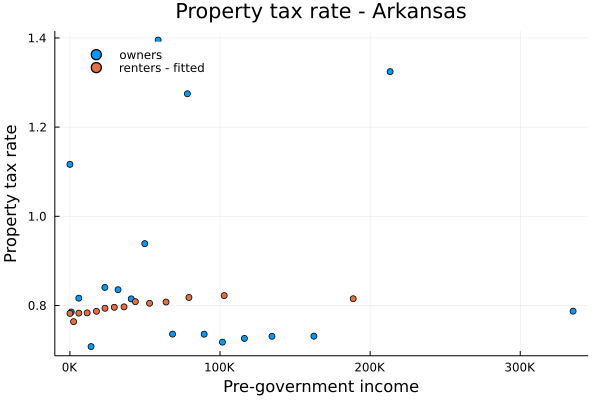 Property tax rate - Arkansas
1.4
owners
renters - fitted
1.2
1.0
0.8
Property tax rate
0K
100K
200K
300K
Pre-government income